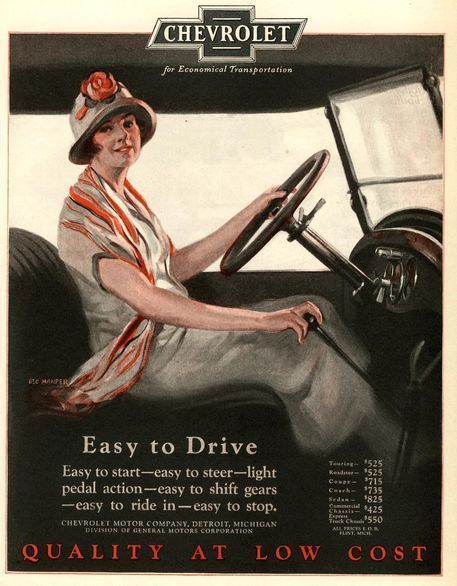 CHEVROLET
for Economical Transportation
GEO HARPER
Easy to Drive
Easy to start—easy to steer—light
pedal action—easy to shift gears
—easy to ride in—easy to stop.
CHEVROLET MOTOR COMPANY, DETROIT, MICHIGAN
DIVISION OF GENERAL MOTORS CORPORATION
Touring— $525
Roadster— $525
Coupe— $715
Coach— $735
Sedan— $825
Commercial
Chassis— $425
Express
Truck Chassis $550
ALL PRICES F. O. B.
FLINT, MICH.
QUALITY AT LOW COST